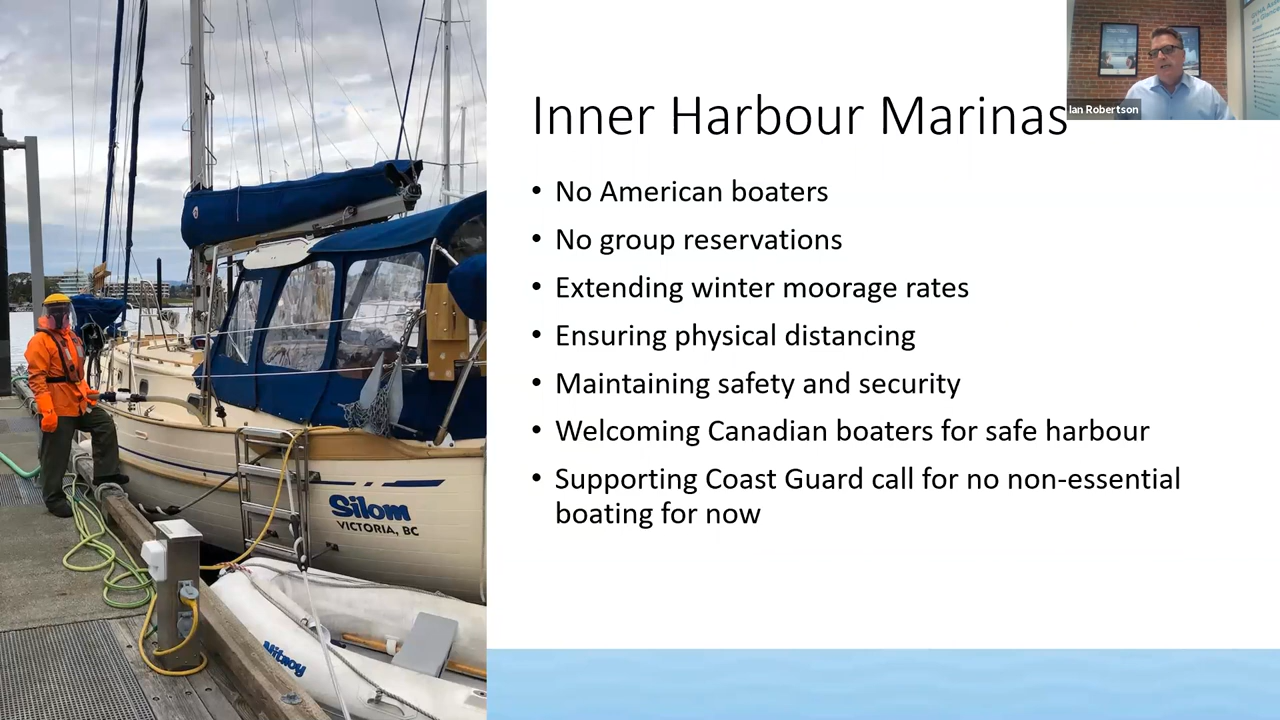 Inner Harbour Marinas
Ian Robertson
• No American boaters
• No group reservations
• Extending winter moorage rates
• Ensuring physical distancing
• Maintaining safety and security
• Welcoming Canadian boaters for safe harbour
• Supporting Coast Guard call for no non-essential
boating for now
Silom
VICTORIA, BC
Nitnoy